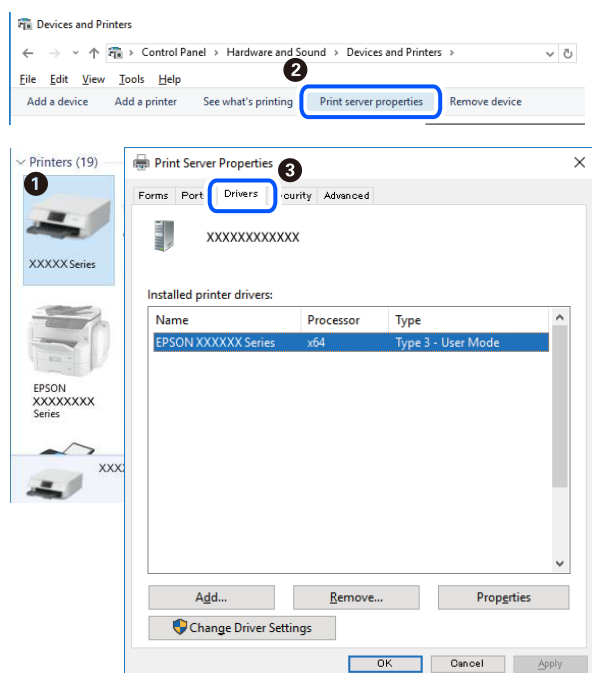 Devices and Printers
Control Panel > Hardware and Sound > Devices and Printers >
2
File Edit View Tools Help
Add a device Add a printer See what's printing Print server properties Remove device
Printers (19)
1
XXXXX Series
EPSON
XXXXXXXX
Series
XXX
Print Server Properties
3
Forms Port Drivers curity Advanced
XXXXXXXXXXXX
Installed printer drivers:
Name Processor Type
EPSON XXXXXX Series x64 Type 3 - User Mode
Add... Remove... Properties
Change Driver Settings
OK Cancel Apply